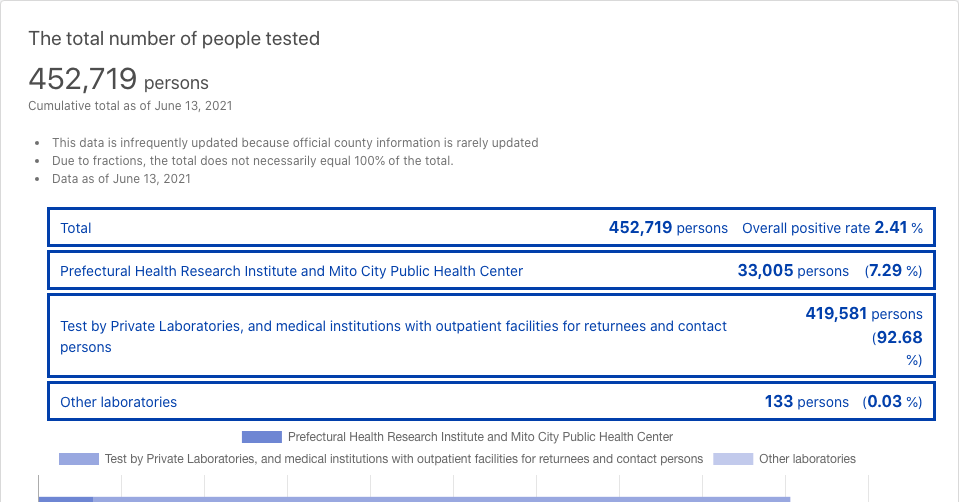 The total number of people tested
452,719 persons
Cumulative total as of June 13, 2021
This data is infrequently updated because official county information is rarely updated
Due to fractions, the total does not necessarily equal 100% of the total.
Data as of June 13, 2021
Total 452,719 persons Overall positive rate 2.41 %
Prefectural Health Research Institute and Mito City Public Health Center 33,005 persons (7.29 %)
Test by Private Laboratories, and medical institutions with outpatient facilities for returnees and contact
persons
419,581 persons
(92.68
%)
Other laboratories 133 persons (0.03 %)
Prefectural Health Research Institute and Mito City Public Health Center
Test by Private Laboratories, and medical institutions with outpatient facilities for returnees and contact persons Other laboratories